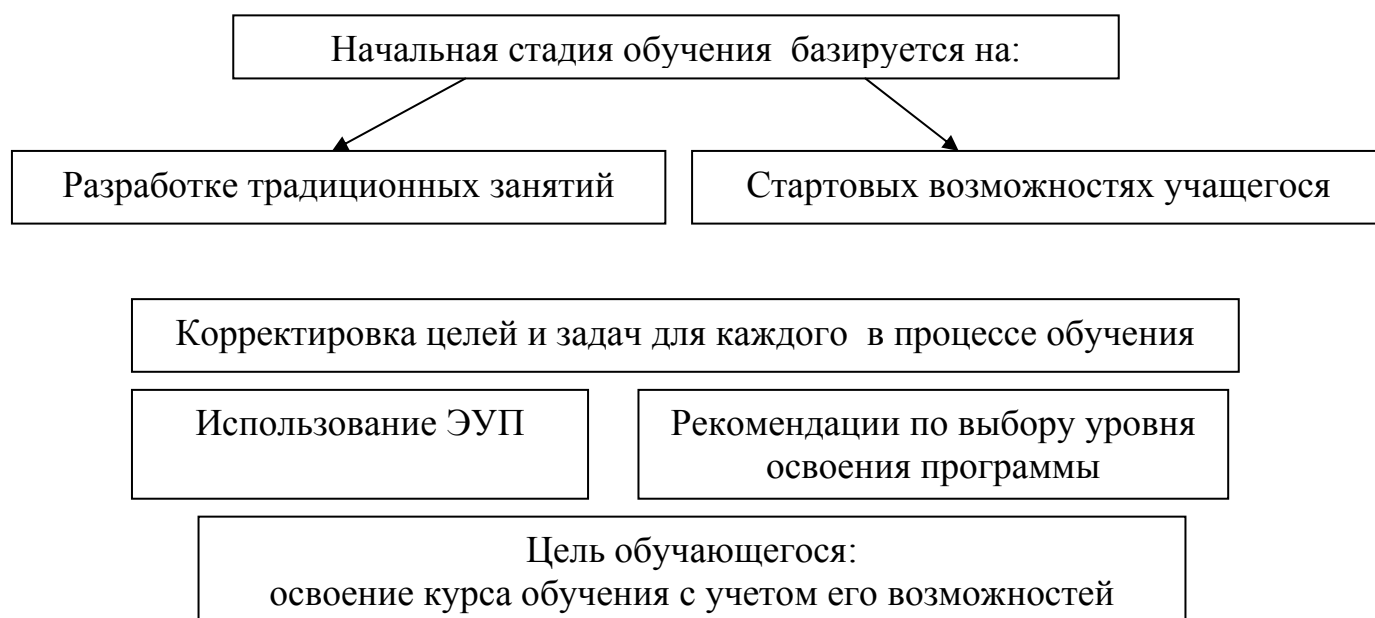 Начальная стадия обучения базируется на:
Разработке традиционных занятий
Стартовых возможностях учащегося
Корректировка целей и задач для каждого в процессе обучения
Использование ЭУП
Рекомендации по выбору уровня
освоения программы
Цель обучающегося:
освоение курса обучения с учетом его возможностей